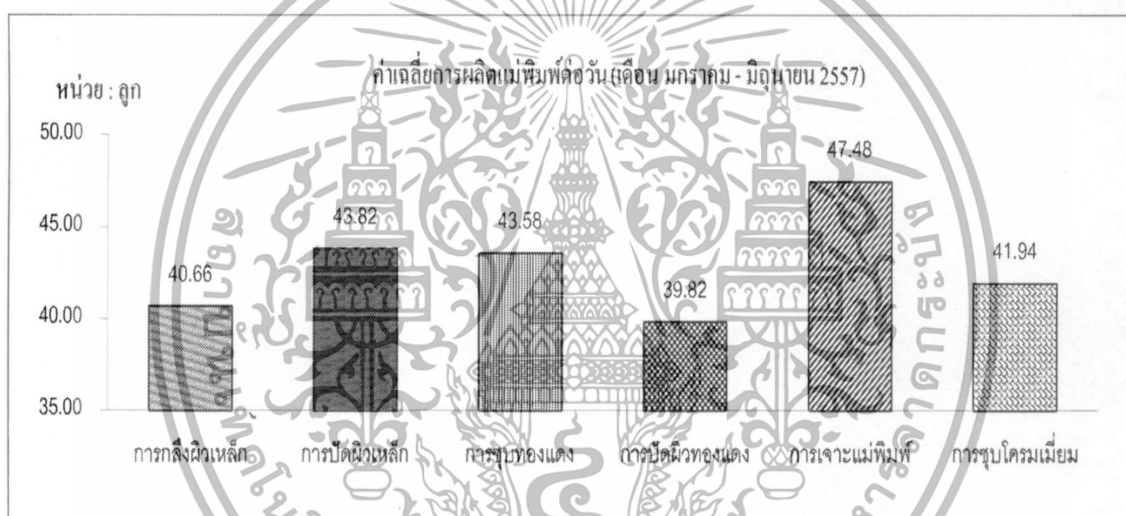 ค่าเฉลี่ยการผลิตแม่พิมพ์ต่อวัน (เดือน มกราคม - มิถุนายน 2557)
หน่วย : ลูก
50.00
45.00
40.00
35.00
40.66
43.82
43.58
39.82
47.48
41.94
การกลึงผิวเหล็ก
การปัดผิวเหล็ก
การชุบทองแดง
การปัดผิวทองแดง
การเจาะแม่พิมพ์
การชุบโครมเมี่ยม